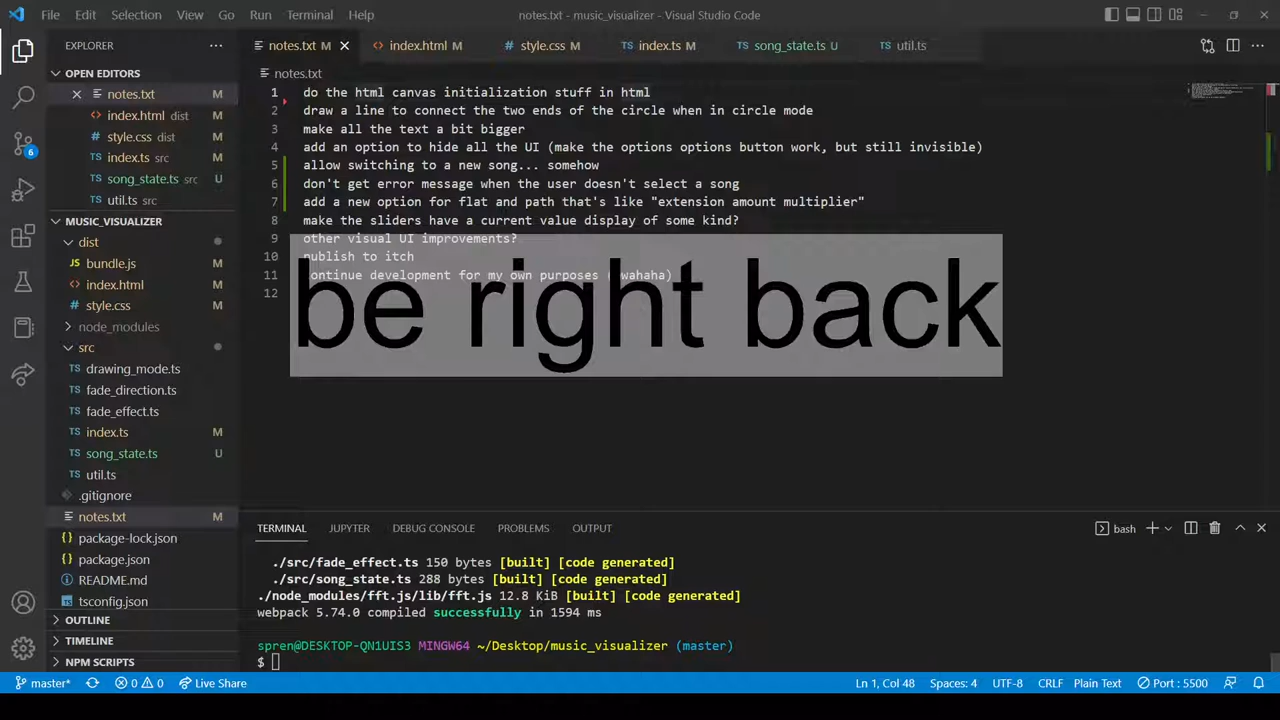 File Edit Selection View Go Run Terminal Help
notes.txt - music_visualizer - Visual Studio Code
EXPLORER
OPEN EDITORS
notes.txt M
index.html dist
style.css dist
index.ts src M
song_state.ts src U
util.ts src
6
MUSIC_VISUALIZER
dist
bundle.js
index.html
style.css
node_modules
src
drawing_mode.ts
fade_direction.ts
fade_effect.ts
index.ts M
song_state.ts U
util.ts
.gitignore
notes.txt M
package-lock.json
package.json
README.md
tsconfig.json
OUTLINE
TIMELINE
NPM SCRIPTS
notes.txt M index.html M style.css M index.ts M song_state.ts U util.ts
notes.txt
1 do the html canvas initialization stuff in html
2 draw a line to connect the two ends of the circle when in circle mode
3 make all the text a bit bigger
4 add an option to hide all the UI (make the options options button work, but still invisible)
5 allow switching to a new song... somehow
6 don't get error message when the user doesn't select a song
7 add a new option for flat and path that's like "extension amount multiplier"
8 make the sliders have a current value display of some kind?
9 other visual UI improvements?
10 publish to itch
11 continue development for my own purposes
12
be right back
TERMINAL JUPYTER DEBUG CONSOLE PROBLEMS OUTPUT
bash
./src/fade_effect.ts 150 bytes [built] [code generated]
./src/song_state.ts 288 bytes [built] [code generated]
./node_modules/fft.js/lib/fft.js 12.8 KiB [built] [code generated]
webpack 5.74.0 compiled successfully in 1594 ms
spren@DESKTOP-QN1UIS3 MINGW64 ~/Desktop/music_visualizer (master)
$
master* 0 0 Live Share
Ln 1, Col 48 Spaces: 4 UTF-8 CRLF Plain Text Port : 5500